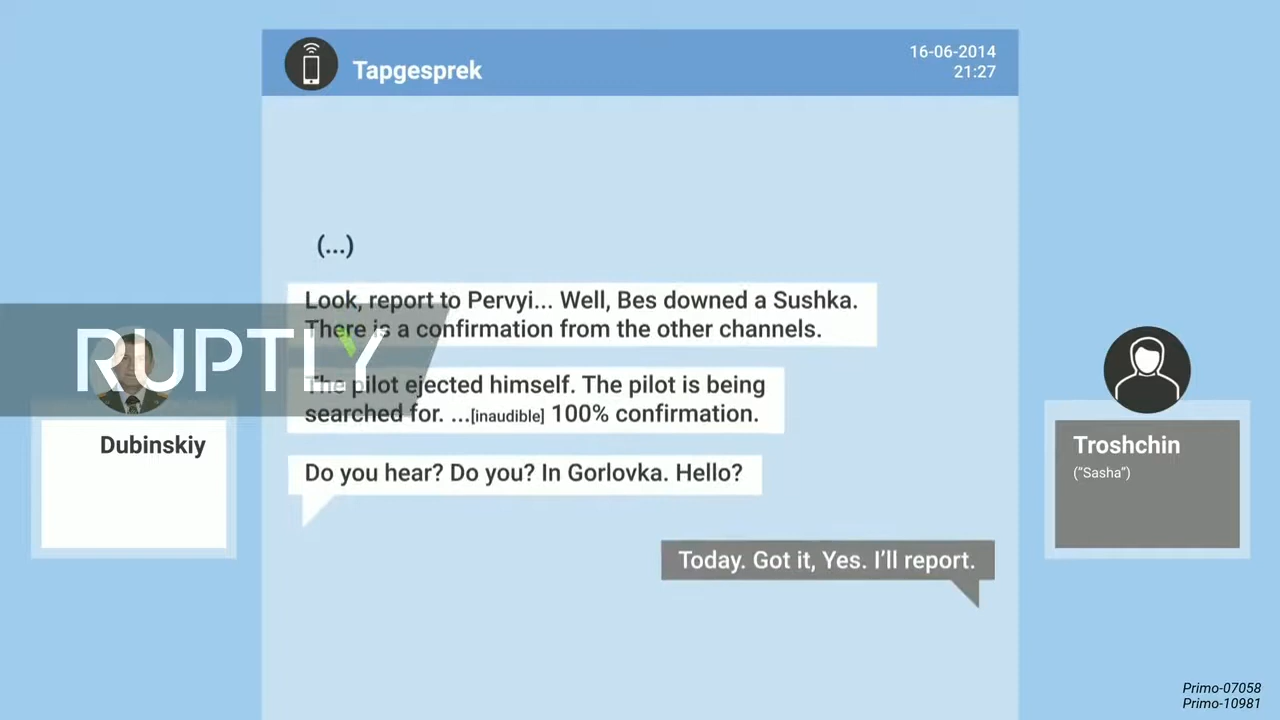 Tapgesprek
16-06-2014
21:27
(...)
Look, report to Pervyi... Well, Bes downed a Sushka.
There is a confirmation from the other channels.
RUPTLY
The pilot ejected himself. The pilot is being
searched for. ...[inaudible] 100% confirmation.
Dubinskiy
Do you hear? Do you? In Gorlovka. Hello?
Troshchin
("Sasha")
Today. Got it, Yes. I'll report.
Primo-07058
Primo-10981